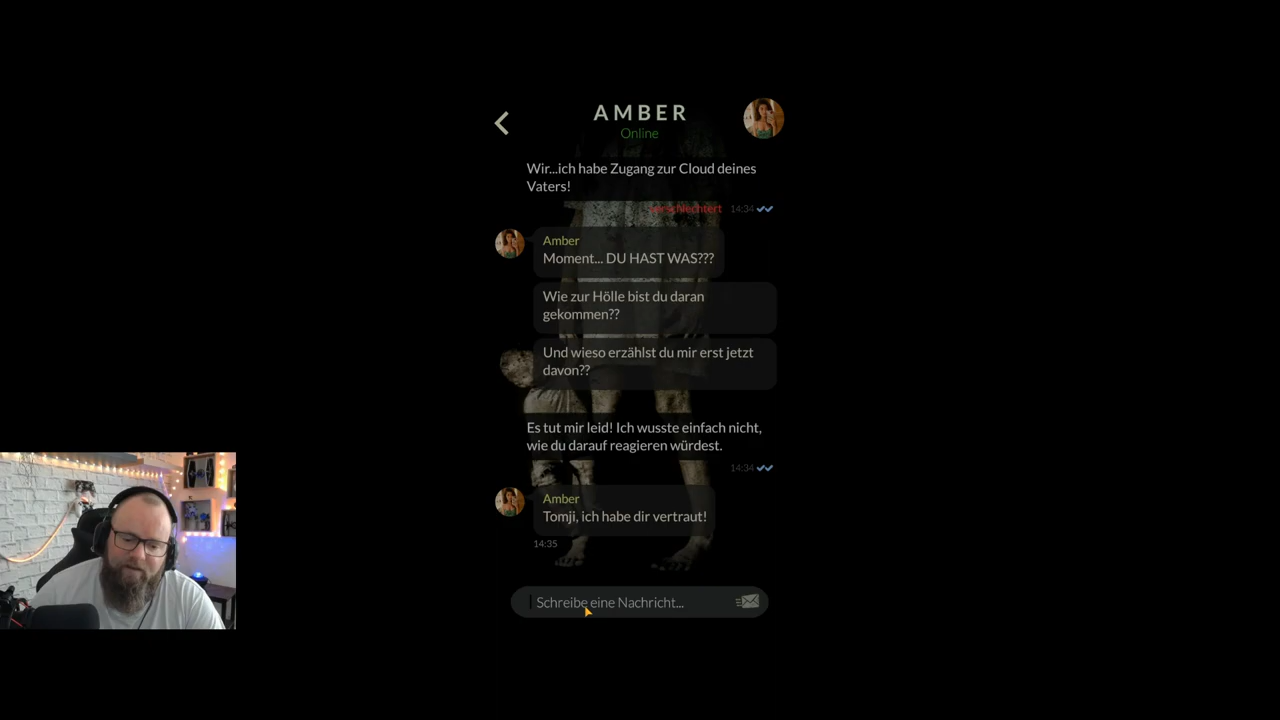 AMBER
Online
Wir...ich habe Zugang zur Cloud deines
Vaters!
verschlechtert 14:34
Amber
Moment... DU HAST WAS???
Wie zur Hölle bist du daran
gekommen??
Und wieso erzählst du mir erst jetzt
davon??
Es tut mir leid! Ich wusste einfach nicht,
wie du darauf reagieren würdest.
14:34
Amber
Tomji, ich habe dir vertraut!
14:35
Schreibe eine Nachricht...